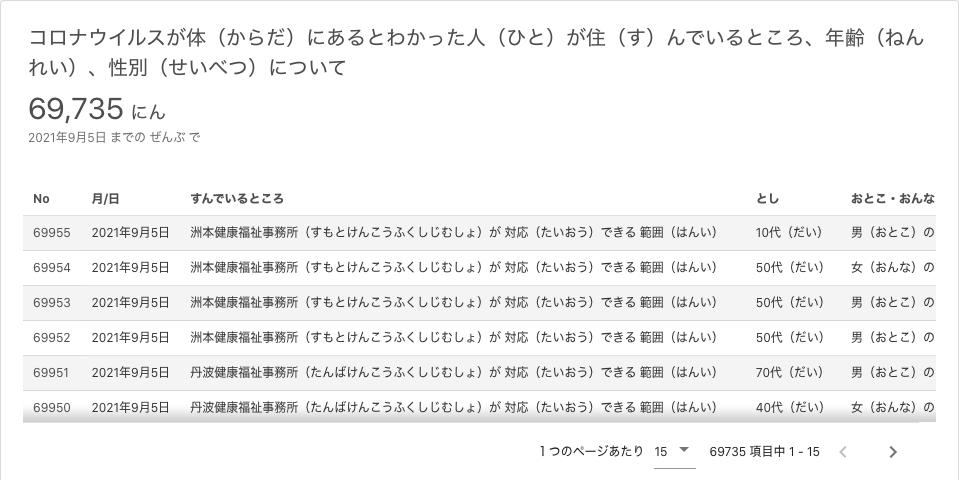 コロナウイルスが体（からだ）にあるとわかった人（ひと）が住（す）んでいるところ、年齢（ねん
れい）、性別（せいべつ）について
69,735 にん
2021年9月5日 までの ぜんぶ で
No 月/日 すんでいるところ とし おとこ・おんな
69955 2021年9月5日 洲本健康福祉事務所（すもとけんこうふくしじむしょ）が 対応（たいおう）できる 範囲（はんい） 10代（だい） 男（おとこ）の
69954 2021年9月5日 洲本健康福祉事務所（すもとけんこうふくしじむしょ）が 対応（たいおう）できる 範囲（はんい） 50代（だい） 女（おんな）の
69953 2021年9月5日 洲本健康福祉事務所（すもとけんこうふくしじむしょ）が 対応（たいおう）できる 範囲（はんい） 50代（だい） 男（おとこ）の
69952 2021年9月5日 洲本健康福祉事務所（すもとけんこうふくしじむしょ）が 対応（たいおう）できる 範囲（はんい） 50代（だい） 男（おとこ）の
69951 2021年9月5日 丹波健康福祉事務所（たんばけんこうふくしじむしょ）が 対応（たいおう）できる 範囲（はんい） 70代（だい） 男（おとこ）の
69950 2021年9月5日 丹波健康福祉事務所（たんばけんこうふくしじむしょ）が 対応（たいおう）できる 範囲（はんい） 40代（だい） 女（おんな）の
1 つのページあたり 15 69735 項目中 1 - 15